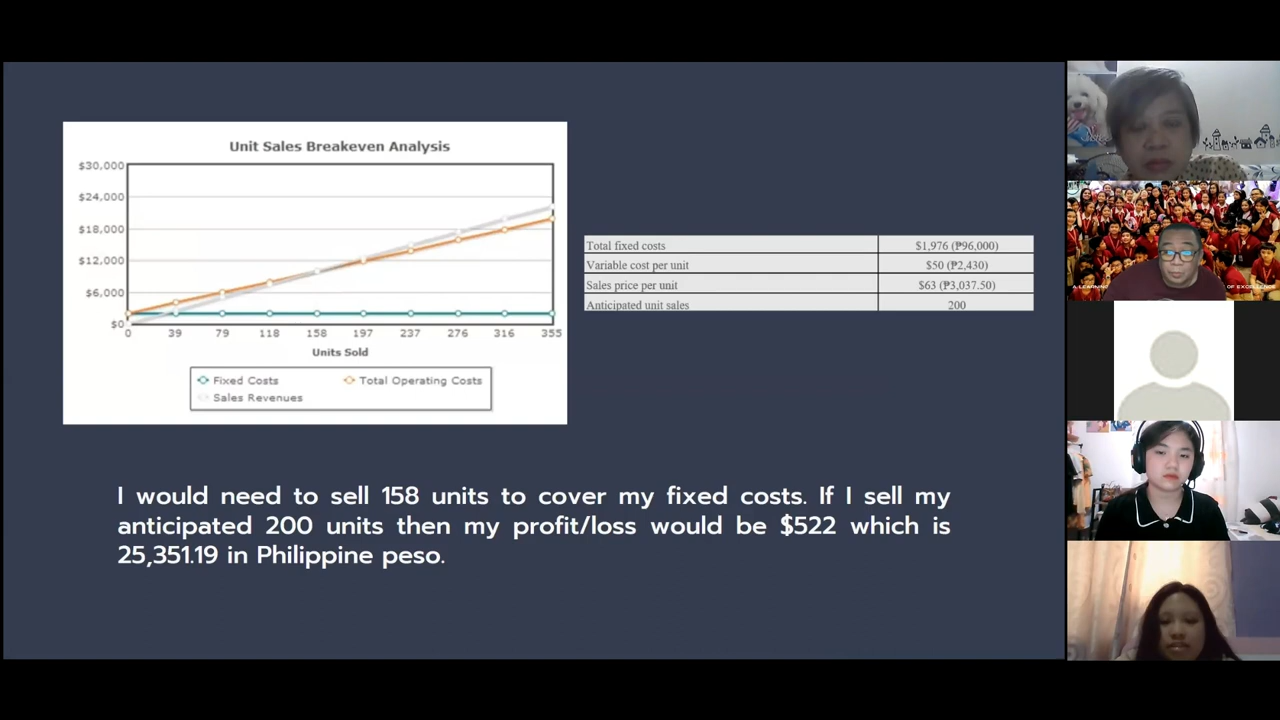 Unit Sales Breakeven Analysis
$30,000
$24,000
$18,000
$12,000
$6,000
$0
0 39 79 118 158 197 237 276 316 355
Units Sold
Fixed Costs Total Operating Costs
Sales Revenues
Total fixed costs $1,976 (₱96,000)
Variable cost per unit $50 (₱2,430)
Sales price per unit $63 (₱3,037.50)
Anticipated unit sales 200
I would need to sell 158 units to cover my fixed costs. If I sell my
anticipated 200 units then my profit/loss would be $522 which is
25,351.19 in Philippine peso.
A LEARNING OF EXCELLENCE